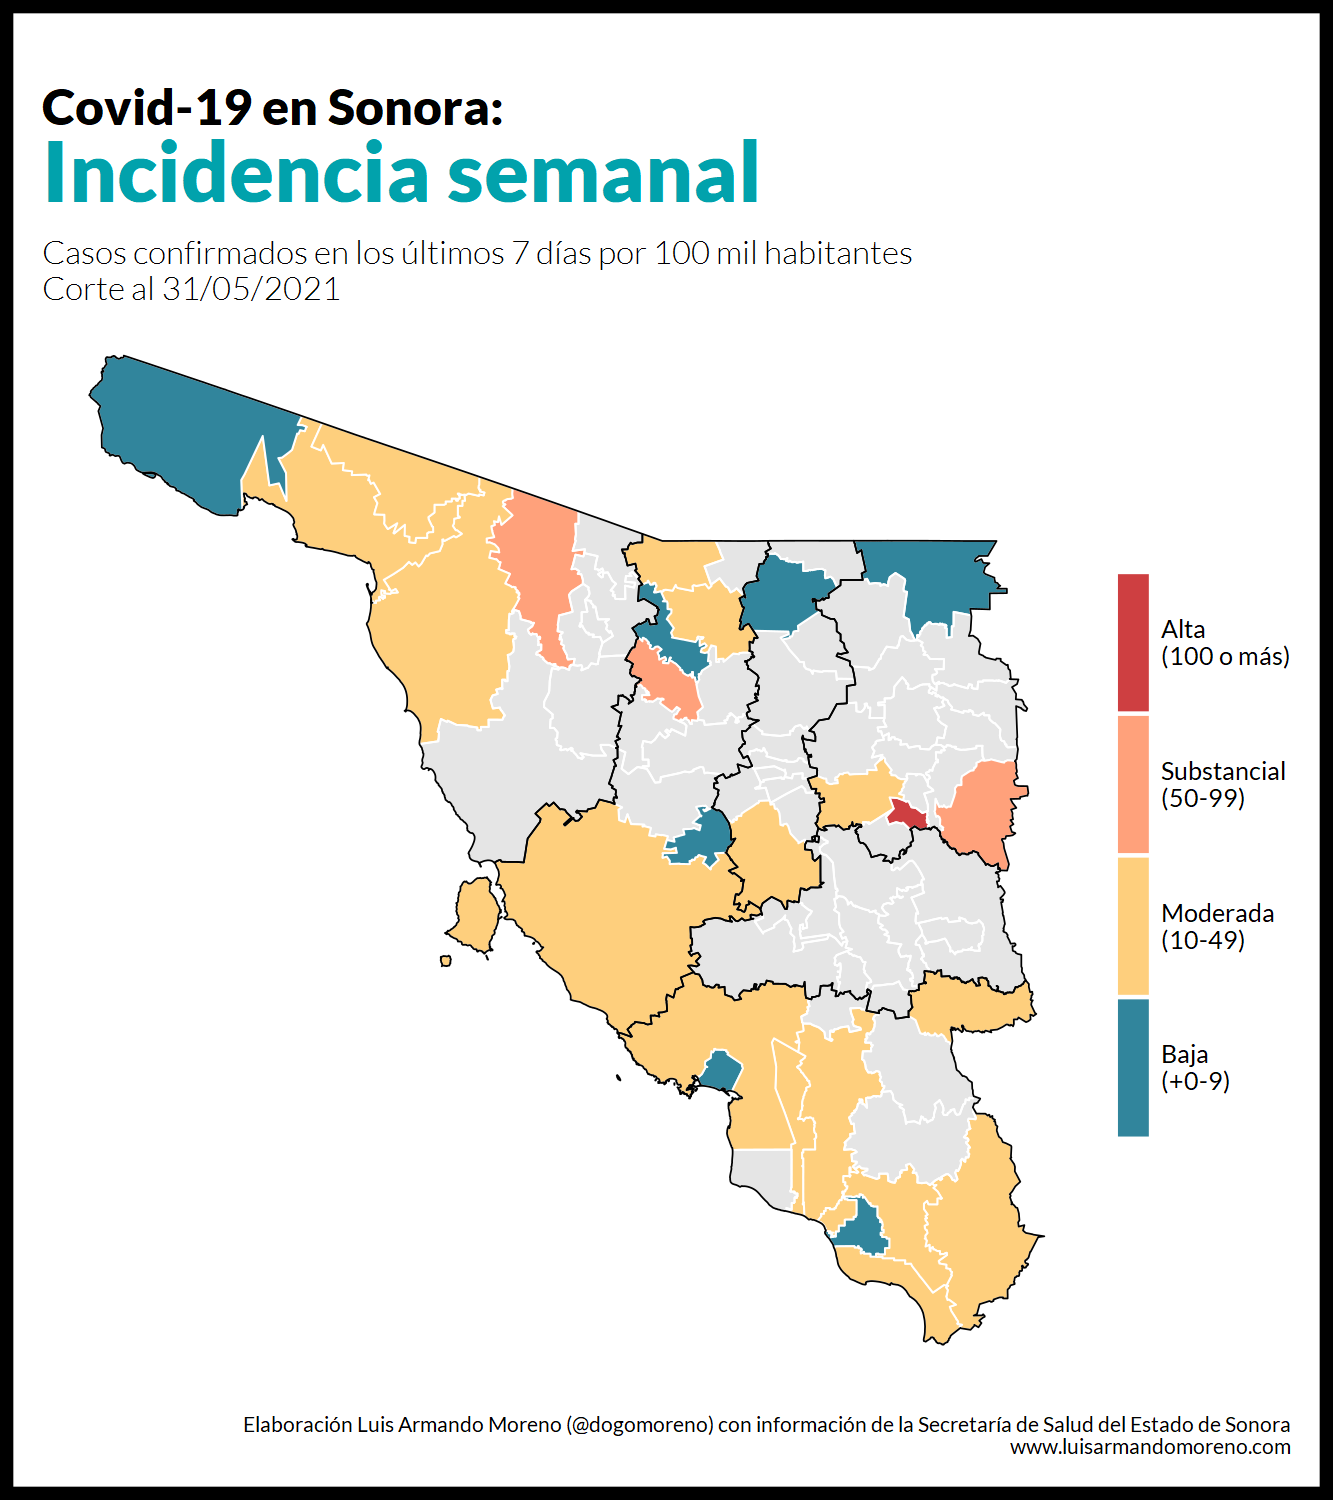 Covid-19 en Sonora:
Incidencia semanal
Casos confirmados en los últimos 7 días por 100 mil habitantes
Corte al 31/05/2021
Alta
(100 o más)
Substancial
(50-99)
Moderada
(10-49)
Baja
(+0-9)
Elaboración Luis Armando Moreno (@dogomoreno) con información de la Secretaría de Salud del Estado de Sonora
www.luisarmandomoreno.com